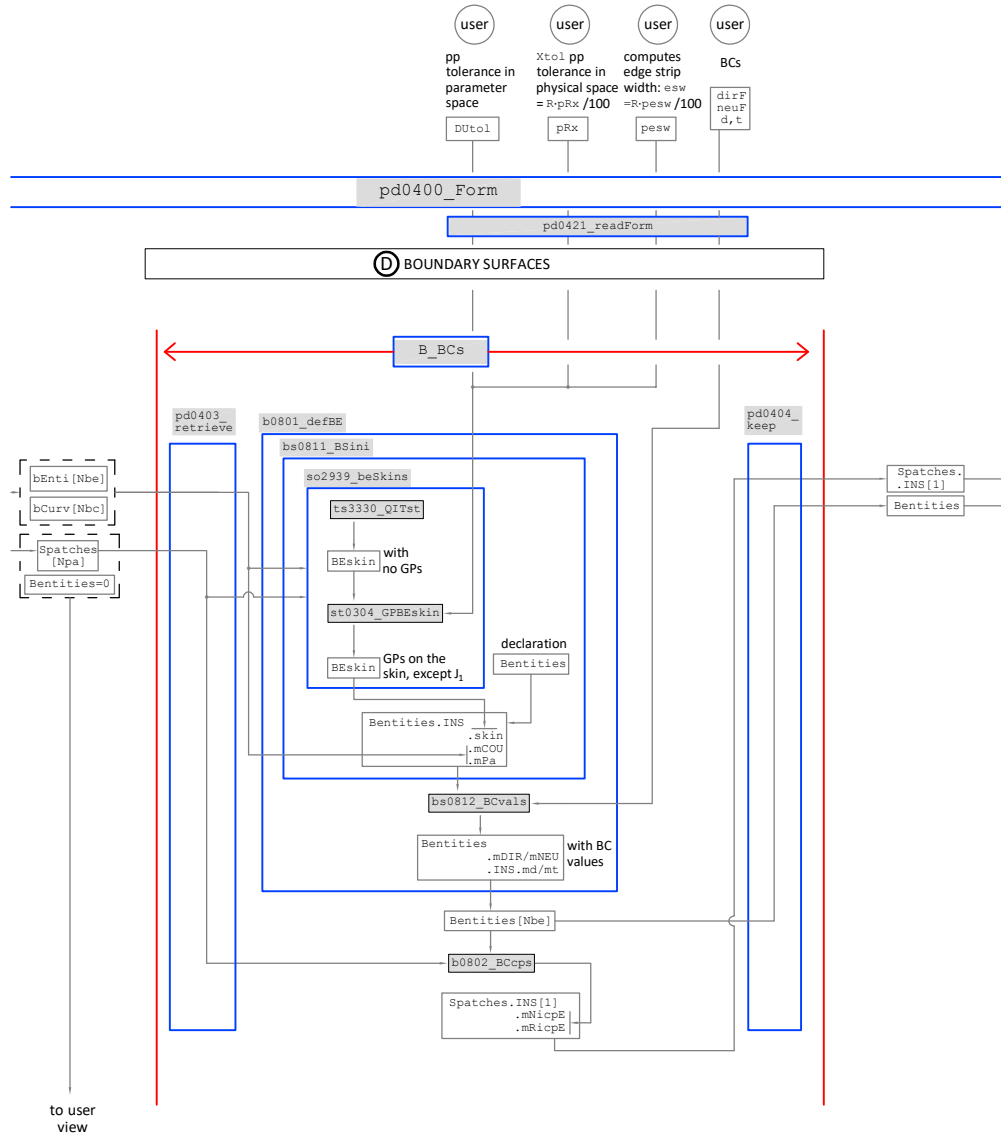 user
user
user
user
pp
tolerance in
parameter
space
Xtol pp
tolerance in
physical space
= R·pRx /100
computes
edge strip
width: esw
=R·pesw /100
BCs
dirF
neuF
d,t
DUtol
pRx
pesw
pd0400_Form
pd0421_readForm
D BOUNDARY SURFACES
B_BCs
pd0403_
retrieve
b0801_defBE
pd0404_
keep
bs0811_BSini
so2939_beSkins
bEnti[Nbe]
bCurv[Nbc]
Spatches
[Npa]
Bentities=0
Spatches.
.INS[1]
Bentities
ts3330_QITst
BEskin
with
no GPs
st0304_GPBEskin
BEskin
GPs on the
skin, except J1
declaration
Bentities
Bentities.INS
.skin
.mCOU
.mPa
bs0812_BCvals
Bentities
.mDIR/mNEU
.INS.md/mt
with BC
values
Bentities[Nbe]
b0802_BCcps
Spatches.INS[1]
.mNicpE
.mRicpE
to user
view